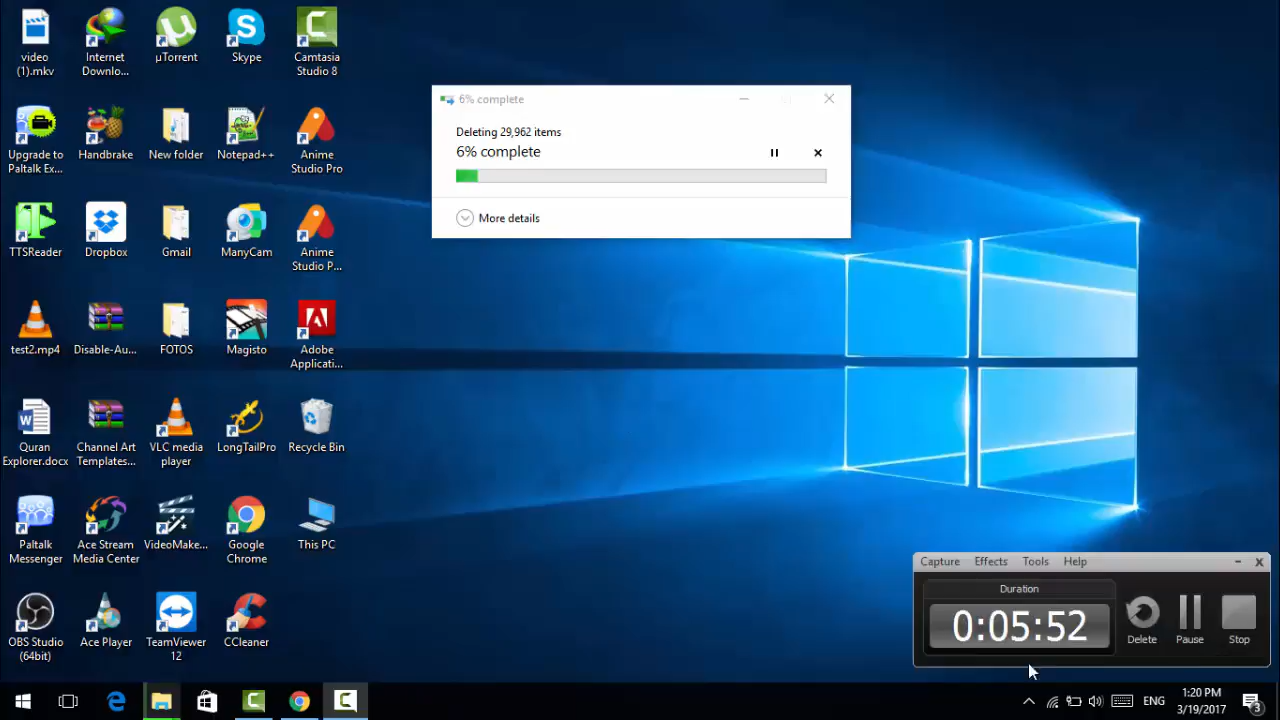 video
(1).mkv
Internet
Downlo...
µTorrent
Skype
Camtasia
Studio 8
Upgrade to
Paltalk Ex...
Handbrake
New folder
Notepad++
Anime
Studio Pro
TTSReader
Dropbox
Gmail
ManyCam
Anime
Studio P...
test2.mp4
Disable-Au...
FOTOS
Magisto
Adobe
Applicati...
Quran
Explorer.docx
Channel Art
Templates...
VLC media
player
LongTailPro
Recycle Bin
Paltalk
Messenger
Ace Stream
Media Center
VideoMake...
Google
Chrome
This PC
OBS Studio
(64bit)
Ace Player
TeamViewer
12
CCleaner
6% complete
Deleting 29,962 items
6% complete
More details
Capture Effects Tools Help
Duration
0:05:52
Delete
Pause
Stop
ENG
1:20 PM
3/19/2017
3